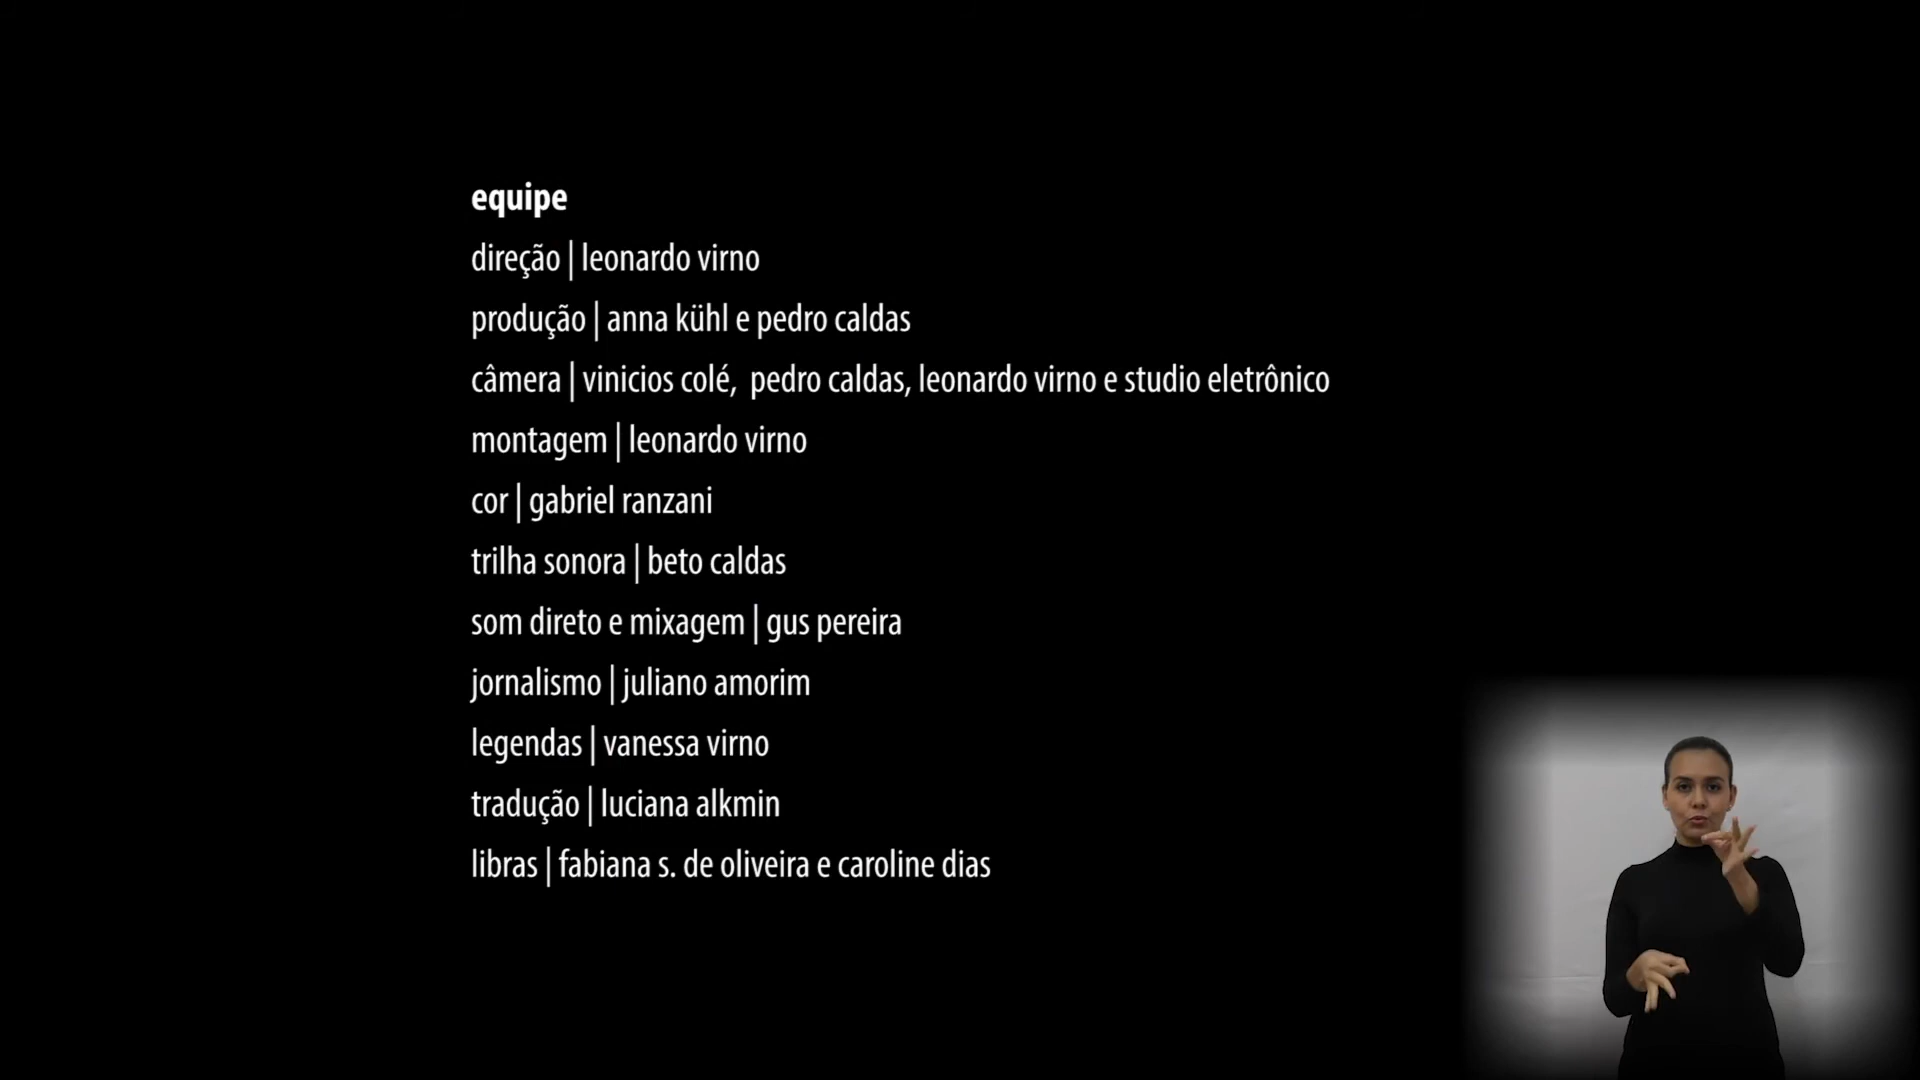 equipe
direção | leonardo virno
produção | anna kühl e pedro caldas
câmera | vinicios colé, pedro caldas, leonardo virno e studio eletrônico
montagem | leonardo virno
cor | gabriel ranzani
trilha sonora | beto caldas
som direto e mixagem | gus pereira
jornalismo | juliano amorim
legendas | vanessa virno
tradução | luciana alkmin
libras | fabiana s. de oliveira e caroline dias